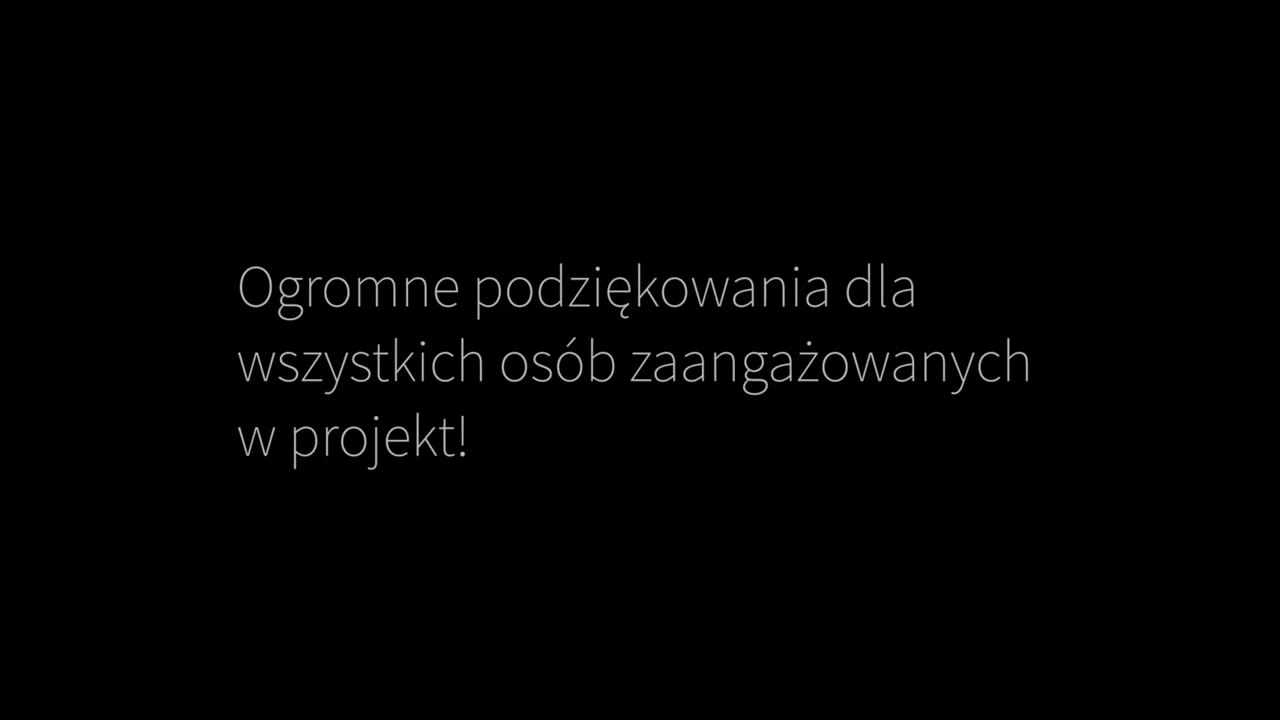 Ogromne podziękowania dla
wszystkich osób zaangażowanych
w projekt!